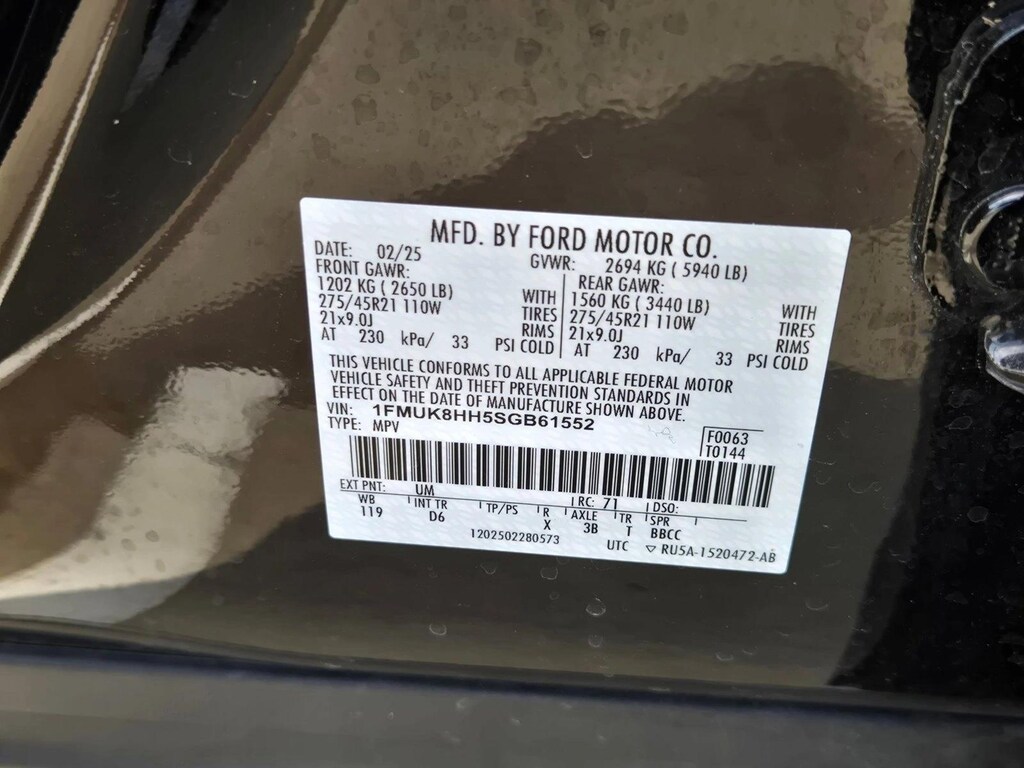 MFD. BY FORD MOTOR CO.
DATE: 02/25 GVWR: 2694 KG ( 5940 LB)
FRONT GAWR: REAR GAWR:
1202 KG ( 2650 LB) WITH 1560 KG ( 3440 LB) WITH
275/45R21 110W TIRES 275/45R21 110W TIRES
21x9.0J RIMS 21x9.0J RIMS
AT 230 kPa/ 33 PSI COLD AT 230 kPa/ 33 PSI COLD
THIS VEHICLE CONFORMS TO ALL APPLICABLE FEDERAL MOTOR
VEHICLE SAFETY AND THEFT PREVENTION STANDARDS IN
EFFECT ON THE DATE OF MANUFACTURE SHOWN ABOVE.
VIN: 1FMUK8HH5SGB61552
TYPE: MPV
F0063
T0144
EXT PNT: UM RC: 71 DSO:
WB INT TR TP/PS R AXLE TR SPR
119 D6 X 3B T BBCC
1202502280573
UTC ▽ RU5A-1520472-AB